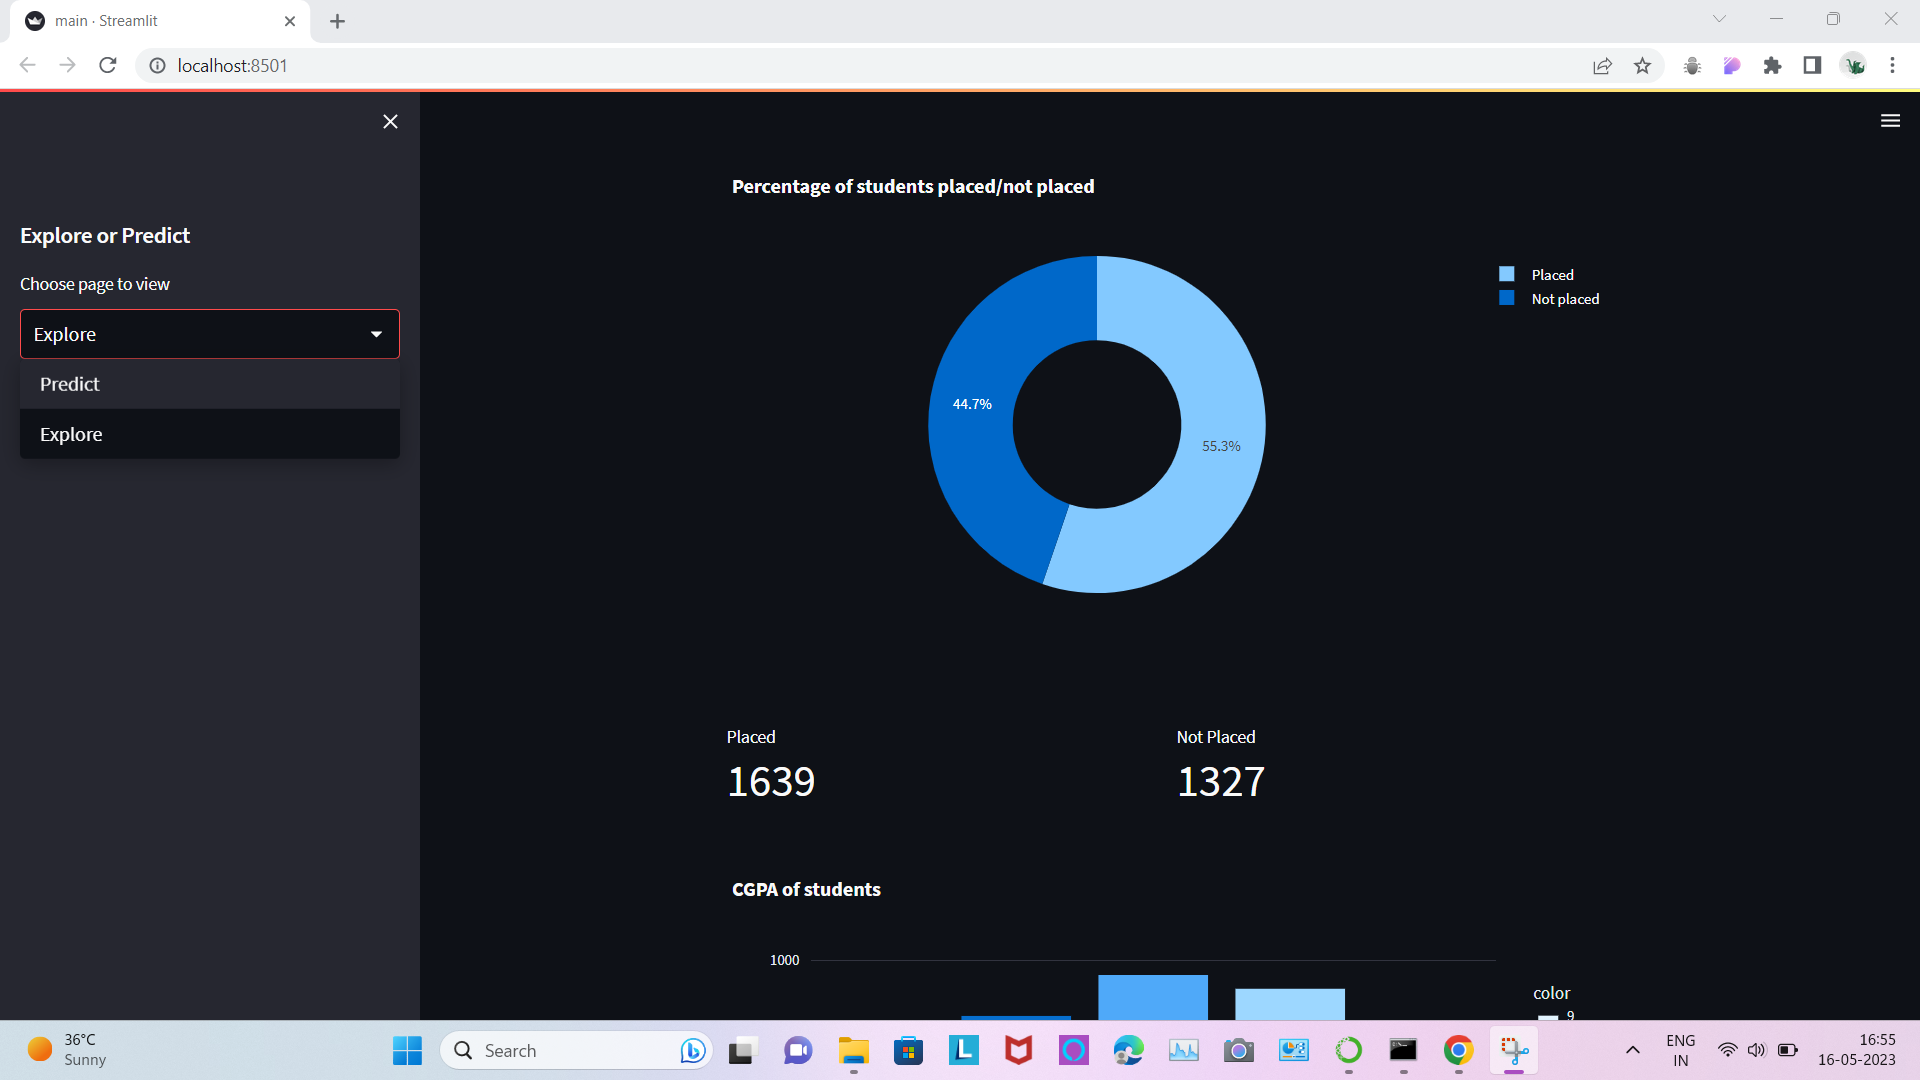 main · Streamlit
localhost:8501
Explore or Predict
Choose page to view
Explore
Predict
Explore
Percentage of students placed/not placed
Placed
Not placed
44.7%
55.3%
Placed
1639
Not Placed
1327
CGPA of students
1000
color
9
36°C
Sunny
Search
L
ENG
IN
16:55
16-05-2023